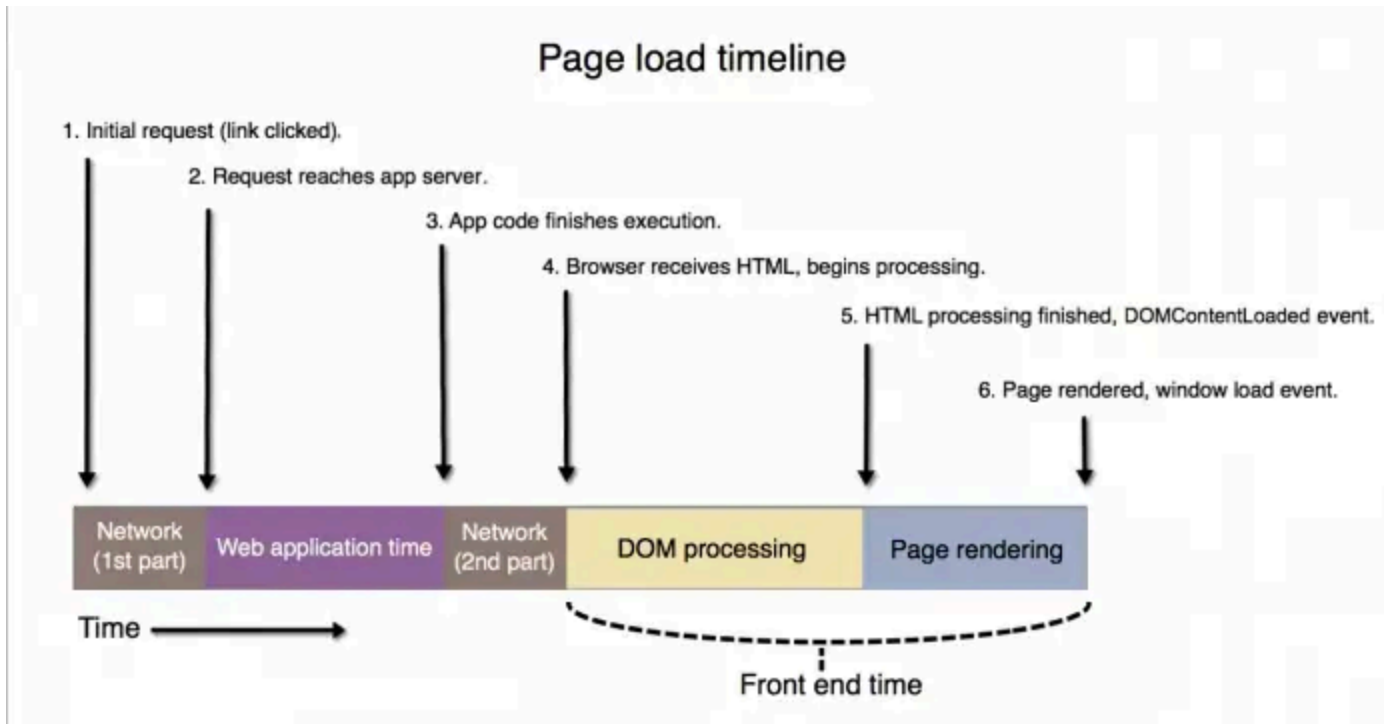 Page load timeline
1. Initial request (link clicked).
2. Request reaches app server.
3. App code finishes execution.
4. Browser receives HTML, begins processing.
5. HTML processing finished, DOMContentLoaded event.
6. Page rendered, window load event.
Network
(1st part)
Web application time
Network
(2nd part)
DOM processing
Page rendering
Time
Front end time